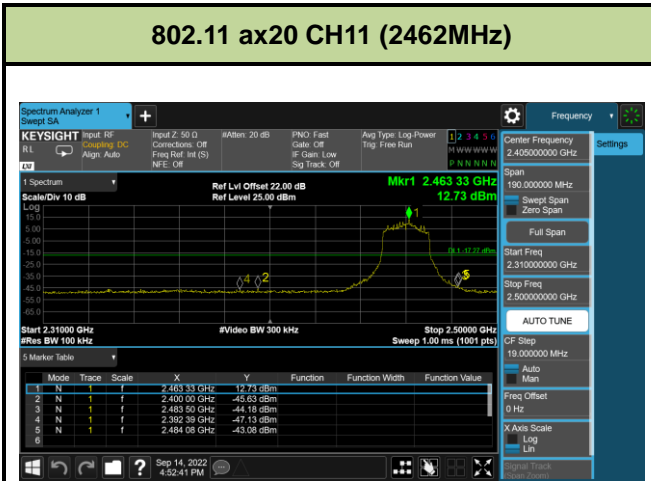 802.11 ax20 CH11 (2462MHz)
Spectrum Analyzer 1
Swept SA
+
Frequency
KEYSIGHT
RL
LXI
Input: RF
Coupling: DC
Align: Auto
Input Z: 50 Ω
Corrections: Off
Freq Ref: Int (S)
NFE: Off
#Atten: 20 dB
PNO: Fast
Gate: Off
IF Gain: Low
Sig Track: Off
Avg Type: Log-Power
Trig: Free Run
1 2 3 4 5 6
M W W W W W
P N N N N N
Center Frequency
2.405000000 GHz
Settings
Span
190.000000 MHz
Swept Span
Zero Span
Full Span
Start Freq
2.310000000 GHz
Stop Freq
2.500000000 GHz
AUTO TUNE
CF Step
19.000000 MHz
Auto
Man
Freq Offset
0 Hz
X Axis Scale
Log
Lin
Signal Track
(Span Zoom)
1 Spectrum
Scale/Div 10 dB
Ref Lvl Offset 22.00 dB
Ref Level 25.00 dBm
Mkr1 2.463 33 GHz
12.73 dBm
Log
15.0
5.00
-5.00
-15.0
-25.0
-35.0
-45.0
-55.0
-65.0
1
DL1 -17.27 dBm
4
2
5
Start 2.31000 GHz
#Res BW 100 kHz
#Video BW 300 kHz
Stop 2.50000 GHz
Sweep 1.00 ms (1001 pts)
5 Marker Table
Mode Trace Scale X Y Function Function Width Function Value
1 N 1 f 2.463 33 GHz 12.73 dBm
2 N 1 f 2.400 00 GHz -45.63 dBm
3 N 1 f 2.483 50 GHz -44.18 dBm
4 N 1 f 2.392 39 GHz -47.13 dBm
5 N 1 f 2.484 08 GHz -43.08 dBm
6
?
Sep 14, 2022
4:52:41 PM